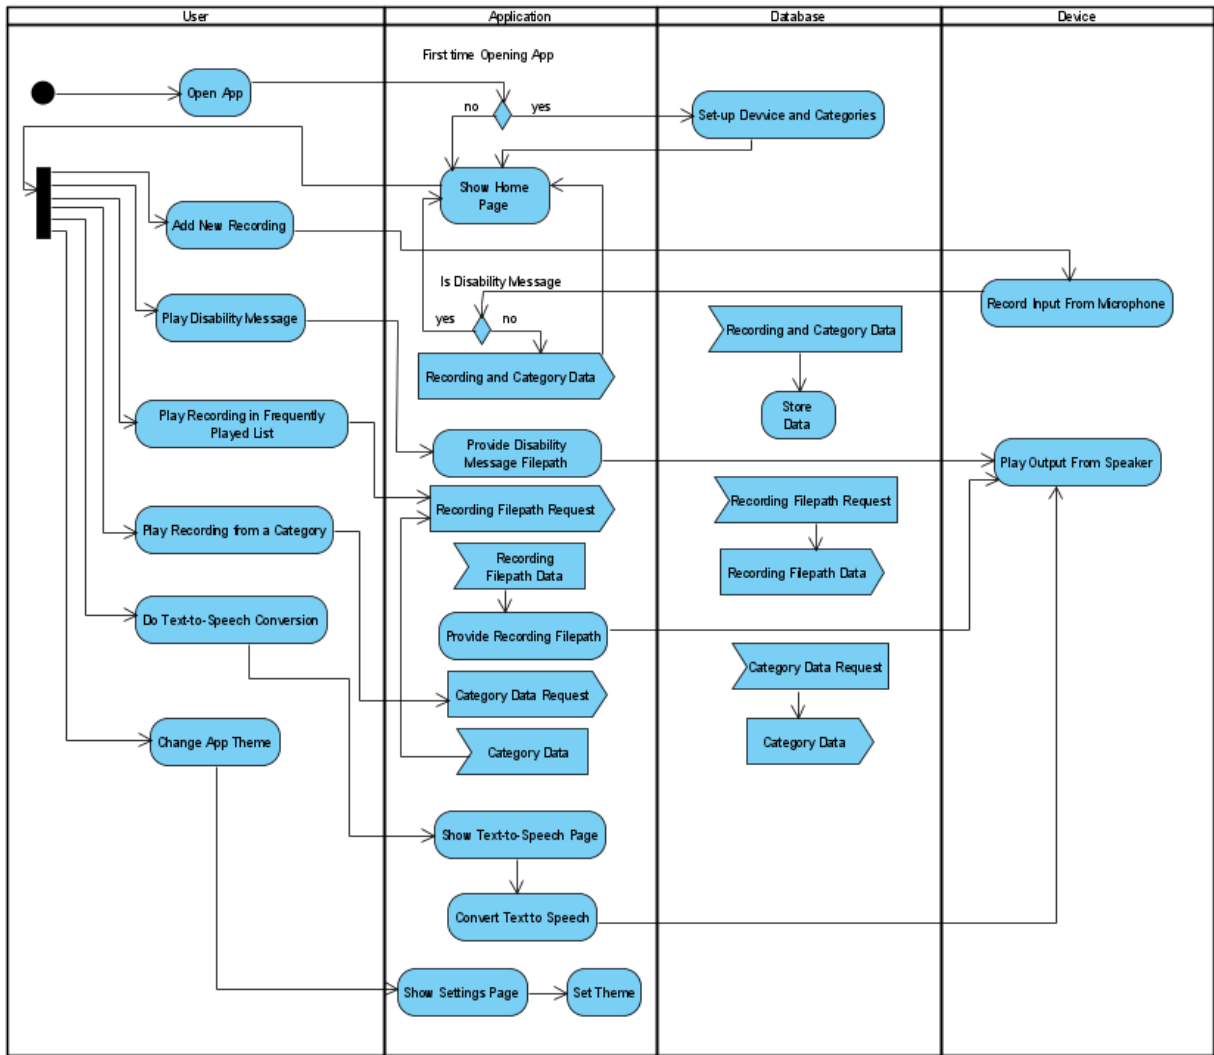 User
Application
Database
Device
First time Opening App
Open App
no
yes
Set-up Devvice and Categories
Show Home
Page
Add New Recording
Is Disability Message
Record Input From Microphone
Play Disability Message
yes
no
Recording and Category Data
Recording and Category Data
Store
Data
Play Recording in Frequently
Played List
Provide Disability
Message Filepath
Play Output From Speaker
Recording Filepath Request
Recording Filepath Request
Play Recording from a Category
Recording
Filepath Data
Recording Filepath Data
Do Text-to-Speech Conversion
Provide Recording Filepath
Category Data Request
Category Data Request
Change App Theme
Category Data
Category Data
Show Text-to-Speech Page
Convert Text to Speech
Show Settings Page
Set Theme